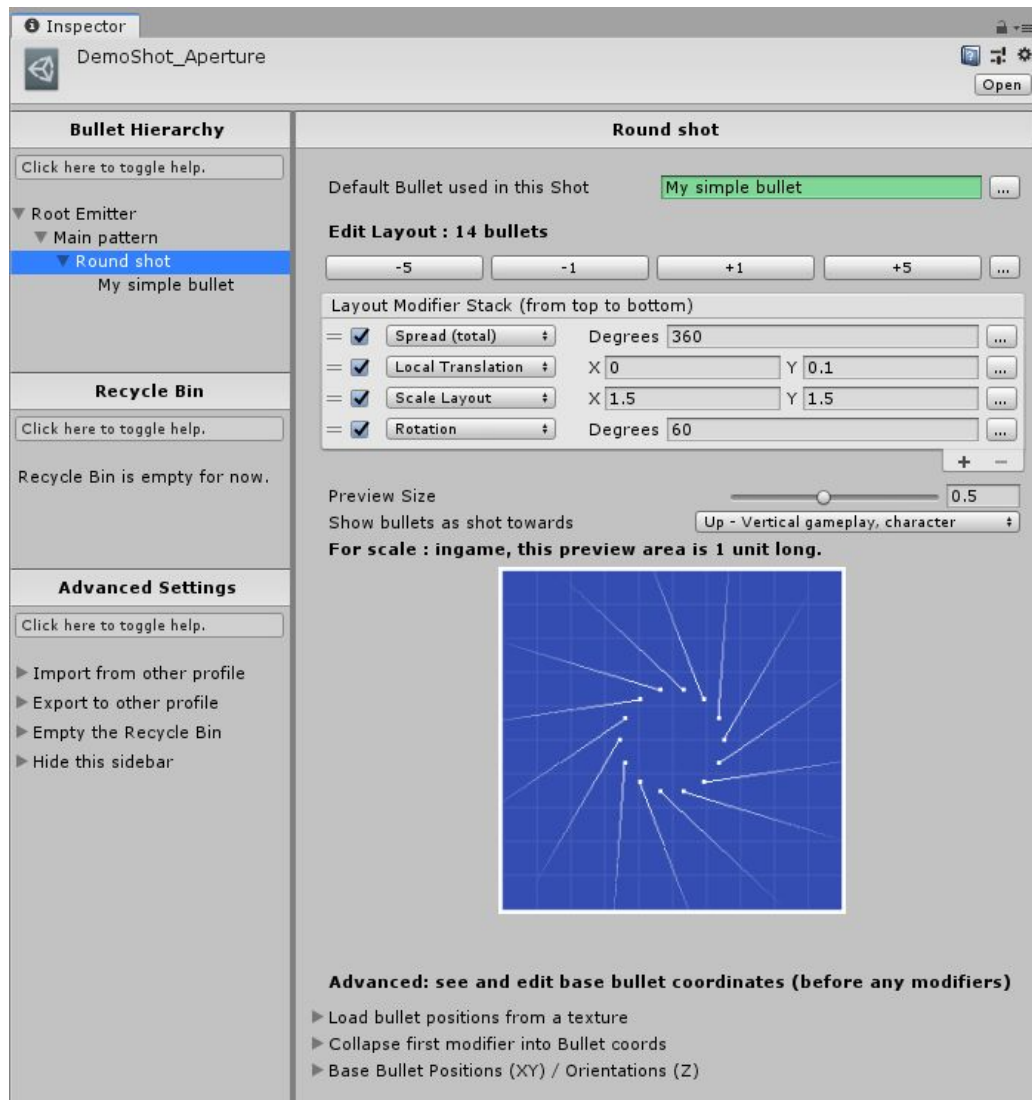 Inspector
DemoShot_Aperture
Open
Bullet Hierarchy
Click here to toggle help.
Root Emitter
Main pattern
Round shot
My simple bullet
Recycle Bin
Click here to toggle help.
Recycle Bin is empty for now.
Advanced Settings
Click here to toggle help.
Import from other profile
Export to other profile
Empty the Recycle Bin
Hide this sidebar
Round shot
Default Bullet used in this Shot My simple bullet ...
Edit Layout : 14 bullets
-5 -1 +1 +5 ...
Layout Modifier Stack (from top to bottom)
Spread (total) Degrees 360 ...
Local Translation X 0 Y 0.1 ...
Scale Layout X 1.5 Y 1.5 ...
Rotation Degrees 60 ...
+ −
Preview Size 0.5
Show bullets as shot towards Up - Vertical gameplay, character
For scale : ingame, this preview area is 1 unit long.
Advanced: see and edit base bullet coordinates (before any modifiers)
Load bullet positions from a texture
Collapse first modifier into Bullet coords
Base Bullet Positions (XY) / Orientations (Z)